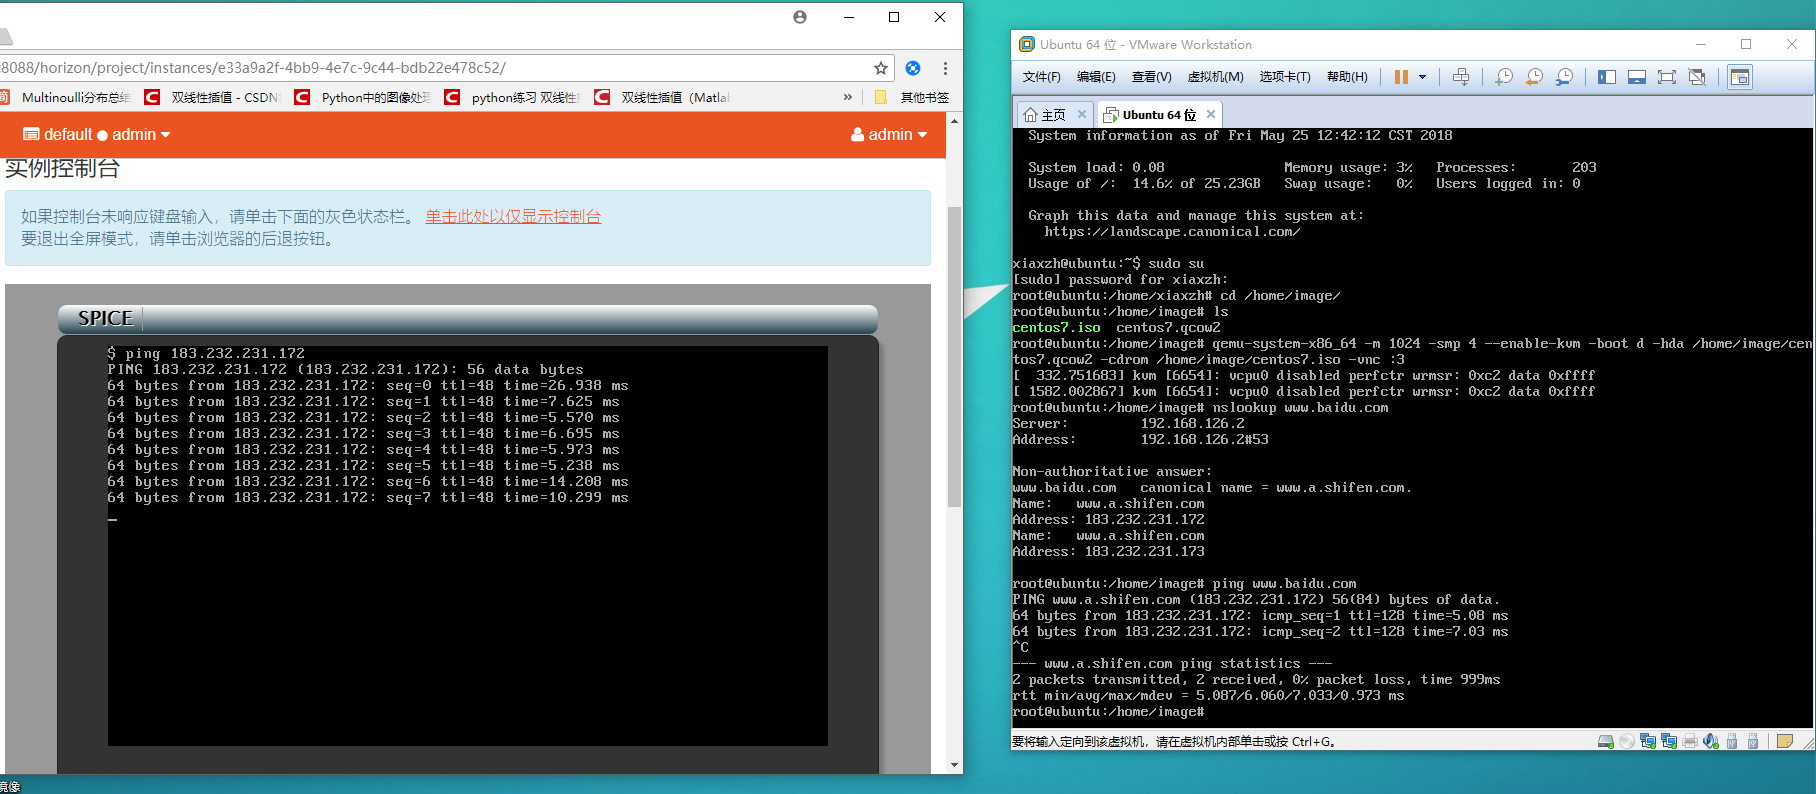 :8088/horizon/project/instances/e33a9a2f-4bb9-4e7c-9c44-bdb22e478c52/
简 Multinoulli分布总结 双线性插值 - CSDN Python中的图像处理 python练习 双线性 双线性插值（Matlab » 其他书签
default ● admin
admin
实例控制台
如果控制台未响应键盘输入，请单击下面的灰色状态栏。 单击此处以仅显示控制台
要退出全屏模式，请单击浏览器的后退按钮。
SPICE
$ ping 183.232.231.172
PING 183.232.231.172 (183.232.231.172): 56 data bytes
64 bytes from 183.232.231.172: seq=0 ttl=48 time=26.938 ms
64 bytes from 183.232.231.172: seq=1 ttl=48 time=7.625 ms
64 bytes from 183.232.231.172: seq=2 ttl=48 time=5.570 ms
64 bytes from 183.232.231.172: seq=3 ttl=48 time=6.695 ms
64 bytes from 183.232.231.172: seq=4 ttl=48 time=5.973 ms
64 bytes from 183.232.231.172: seq=5 ttl=48 time=5.238 ms
64 bytes from 183.232.231.172: seq=6 ttl=48 time=14.208 ms
64 bytes from 183.232.231.172: seq=7 ttl=48 time=10.299 ms
镜像
Ubuntu 64 位 - VMware Workstation
文件(F) 编辑(E) 查看(V) 虚拟机(M) 选项卡(T) 帮助(H)
主页 Ubuntu 64 位
System information as of Fri May 25 12:42:12 CST 2018
System load: 0.08 Memory usage: 3% Processes: 203
Usage of /: 14.6% of 25.23GB Swap usage: 0% Users logged in: 0
Graph this data and manage this system at:
https://landscape.canonical.com/
xiaxzh@ubuntu:~$ sudo su
[sudo] password for xiaxzh:
root@ubuntu:/home/xiaxzh# cd /home/image/
root@ubuntu:/home/image# ls
centos7.iso centos7.qcow2
root@ubuntu:/home/image# qemu-system-x86_64 -m 1024 -smp 4 --enable-kvm -boot d -hda /home/image/cen
tos7.qcow2 -cdrom /home/image/centos7.iso -vnc :3
[ 332.751683] kvm [6654]: vcpu0 disabled perfctr wrmsr: 0xc2 data 0xffff
[ 1582.002867] kvm [6654]: vcpu0 disabled perfctr wrmsr: 0xc2 data 0xffff
root@ubuntu:/home/image# nslookup www.baidu.com
Server: 192.168.126.2
Address: 192.168.126.2#53
Non-authoritative answer:
www.baidu.com canonical name = www.a.shifen.com.
Name: www.a.shifen.com
Address: 183.232.231.172
Name: www.a.shifen.com
Address: 183.232.231.173
root@ubuntu:/home/image# ping www.baidu.com
PING www.a.shifen.com (183.232.231.172) 56(84) bytes of data.
64 bytes from 183.232.231.172: icmp_seq=1 ttl=128 time=5.08 ms
64 bytes from 183.232.231.172: icmp_seq=2 ttl=128 time=7.03 ms
^C
--- www.a.shifen.com ping statistics ---
2 packets transmitted, 2 received, 0% packet loss, time 999ms
rtt min/avg/max/mdev = 5.087/6.060/7.033/0.973 ms
root@ubuntu:/home/image#
要将输入定向到该虚拟机，请在虚拟机内部单击或按 Ctrl+G。